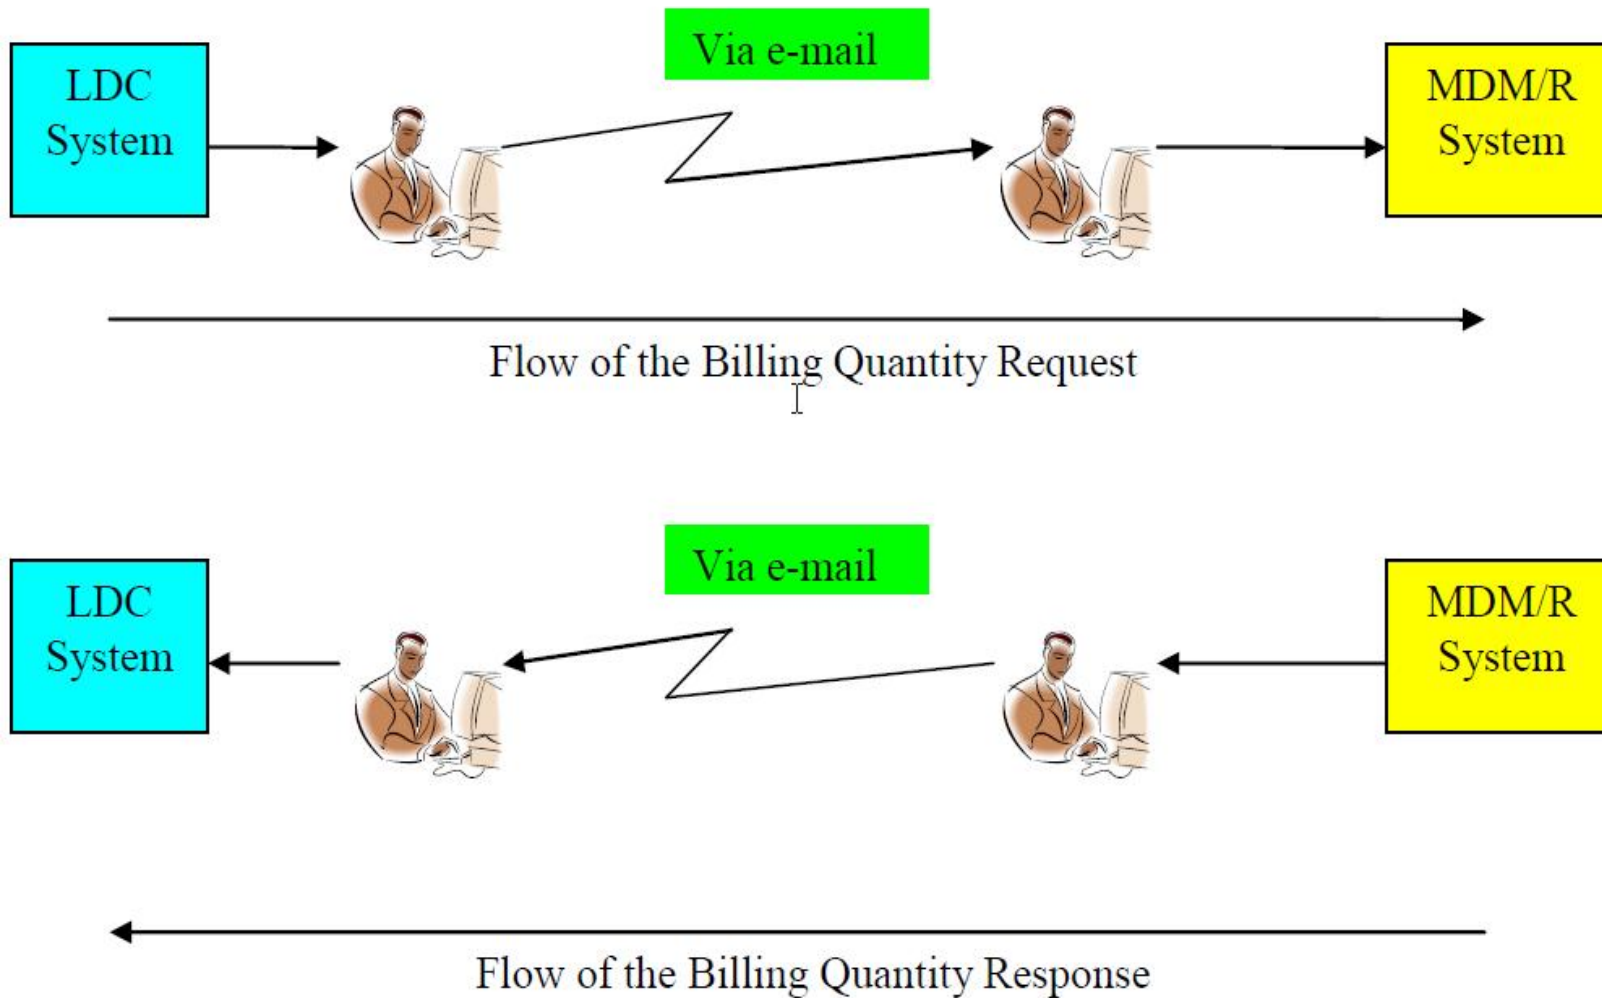 Via e-mail
LDC
System
MDM/R
System
Flow of the Billing Quantity Request
Via e-mail
LDC
System
MDM/R
System
Flow of the Billing Quantity Response